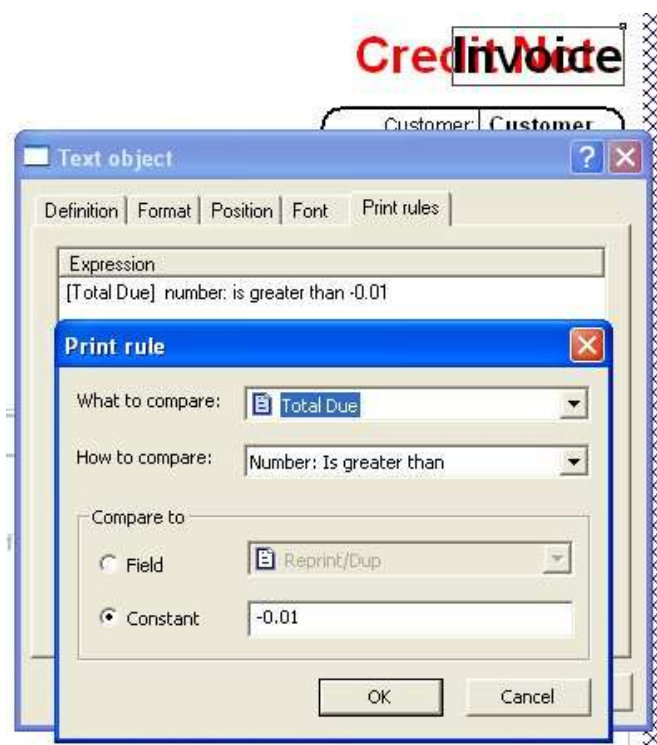 Credit Note
Invoice
Customer: Customer
Text object
Definition Format Position Font Print rules
Expression
[Total Due] number: is greater than -0.01
Print rule
What to compare: Total Due
How to compare: Number: Is greater than
Compare to
Field Reprint/Dup
Constant -0.01
OK Cancel